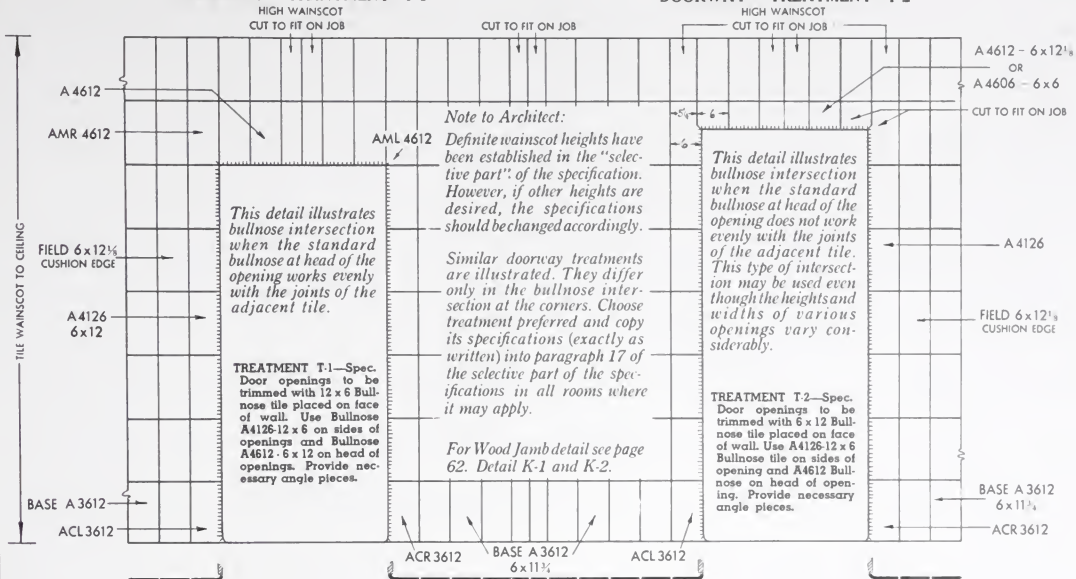 HIGH WAINSCOT
CUT TO FIT ON JOB
CUT TO FIT ON JOB
HIGH WAINSCOT
CUT TO FIT ON JOB
TILE WAINSCOT TO CEILING
A 4612
AMR 4612
FIELD 6 x 12 1/8
CUSHION EDGE
A 4126
6 x 12
BASE A 3612
ACL 3612
AML 4612
This detail illustrates
bullnose intersection
when the standard
bullnose at head of the
opening works evenly
with the joints of the
adjacent tile.
TREATMENT T-1—Spec.
Door openings to be
trimmed with 12 x 6 Bull-
nose tile placed on face
of wall. Use Bullnose
A4126-12 x 6 on sides of
openings and Bullnose
A4612 - 6 x 12 on head of
openings. Provide nec-
essary angle pieces.
Note to Architect:
Definite wainscot heights have
been established in the "selec-
tive part". of the specification.
However, if other heights are
desired, the specifications
should be changed accordingly.
Similar doorway treatments
are illustrated. They differ
only in the bullnose inter-
section at the corners. Choose
treatment preferred and copy
its specifications (exactly as
written) into paragraph 17 of
the selective part of the spec-
ifications in all rooms where
it may apply.
For Wood Jamb detail see page
62. Detail K-1 and K-2.
ACR 3612
BASE A 3612
6 x 11 3/4
ACL 3612
6
6
This detail illustrates
bullnose intersection
when the standard
bullnose at head of the
opening does not work
evenly with the joints
of the adjacent tile.
This type of intersect-
ion may be used even
though the heights and
widths of various
openings vary con-
siderably.
TREATMENT T-2—Spec.
Door openings to be
trimmed with 6 x 12 Bull-
nose tile placed on face
of wall. Use A4126-12 x 6
Bullnose tile on sides of
opening and A4612 Bull-
nose on head of open-
ing. Provide necessary
angle pieces.
A 4612 - 6 x 12 1/8
OR
A 4606 - 6 x 6
CUT TO FIT ON JOB
A 4126
FIELD 6 x 12 1/8
CUSHION EDGE
BASE A 3612
6 x 11 3/4
ACR 3612